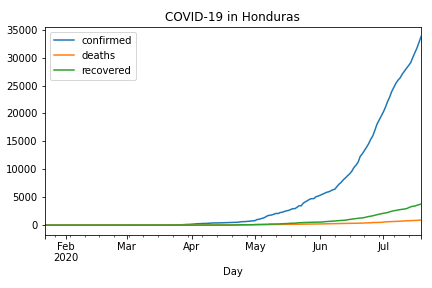 COVID-19 in Honduras
35000
30000
25000
20000
15000
10000
5000
0
confirmed
deaths
recovered
Feb Mar Apr May Jun Jul
2020
Day